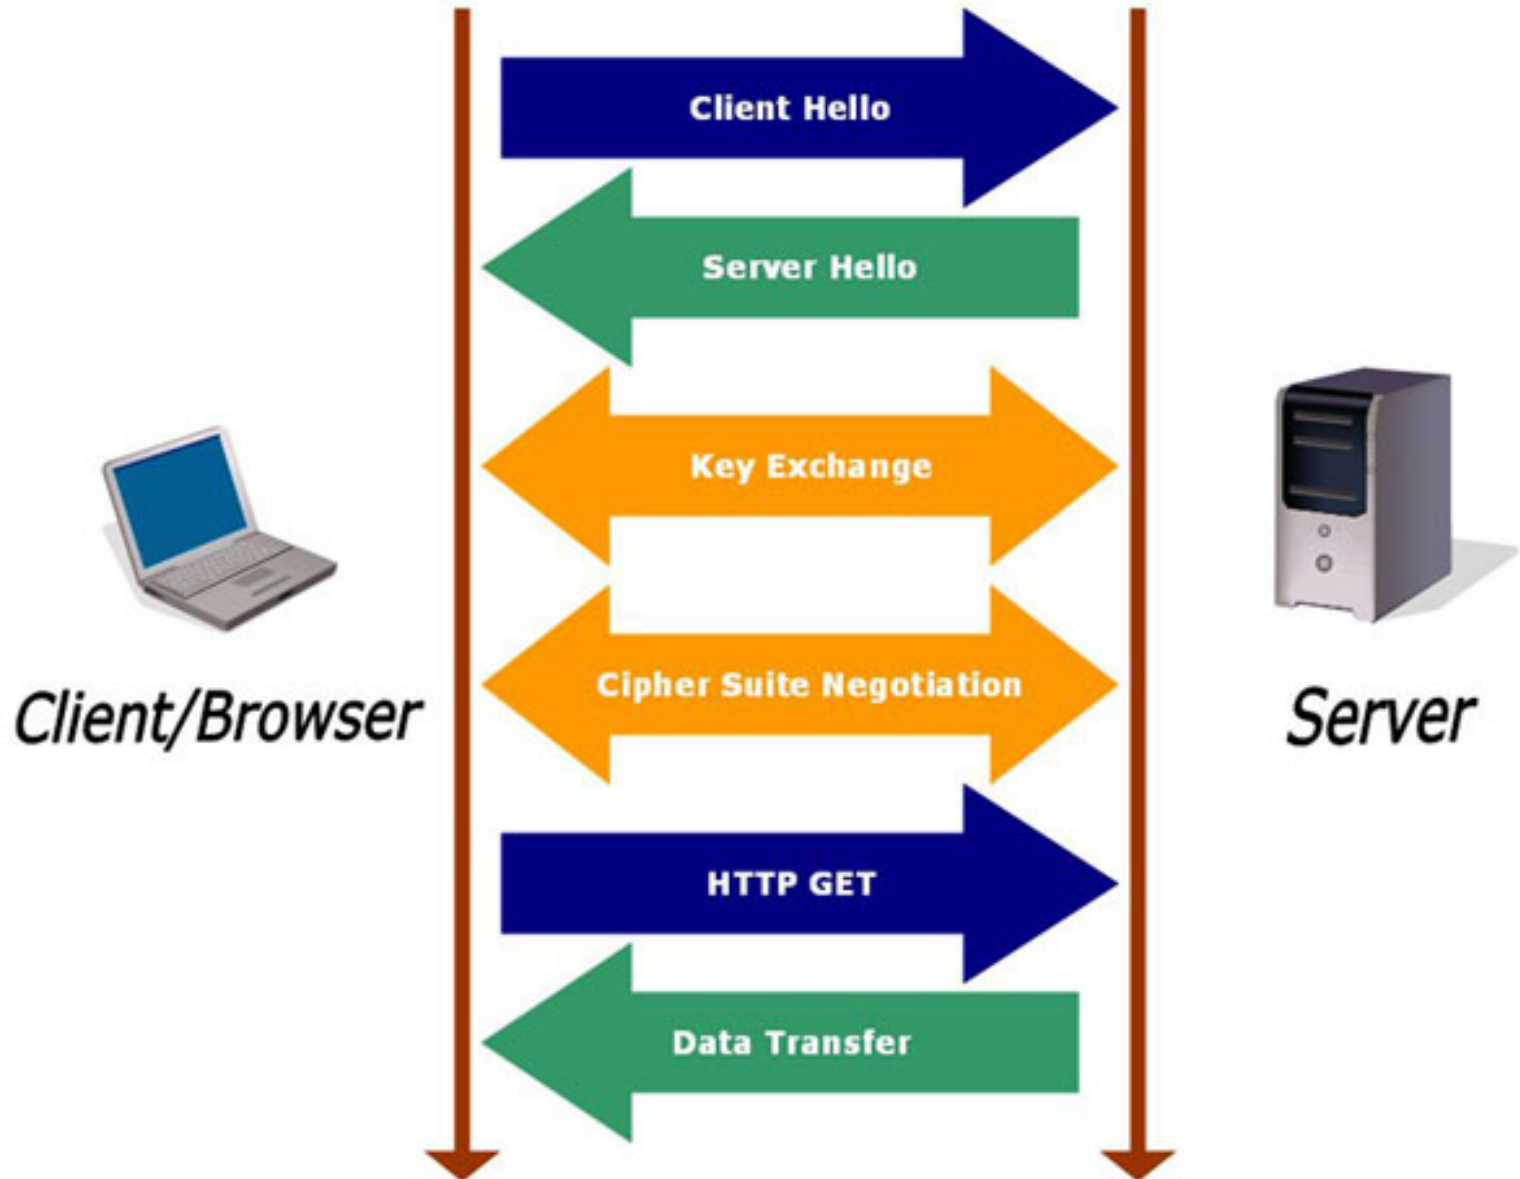 Client Hello
Server Hello
Key Exchange
Cipher Suite Negotiation
Client/Browser
Server
HTTP GET
Data Transfer